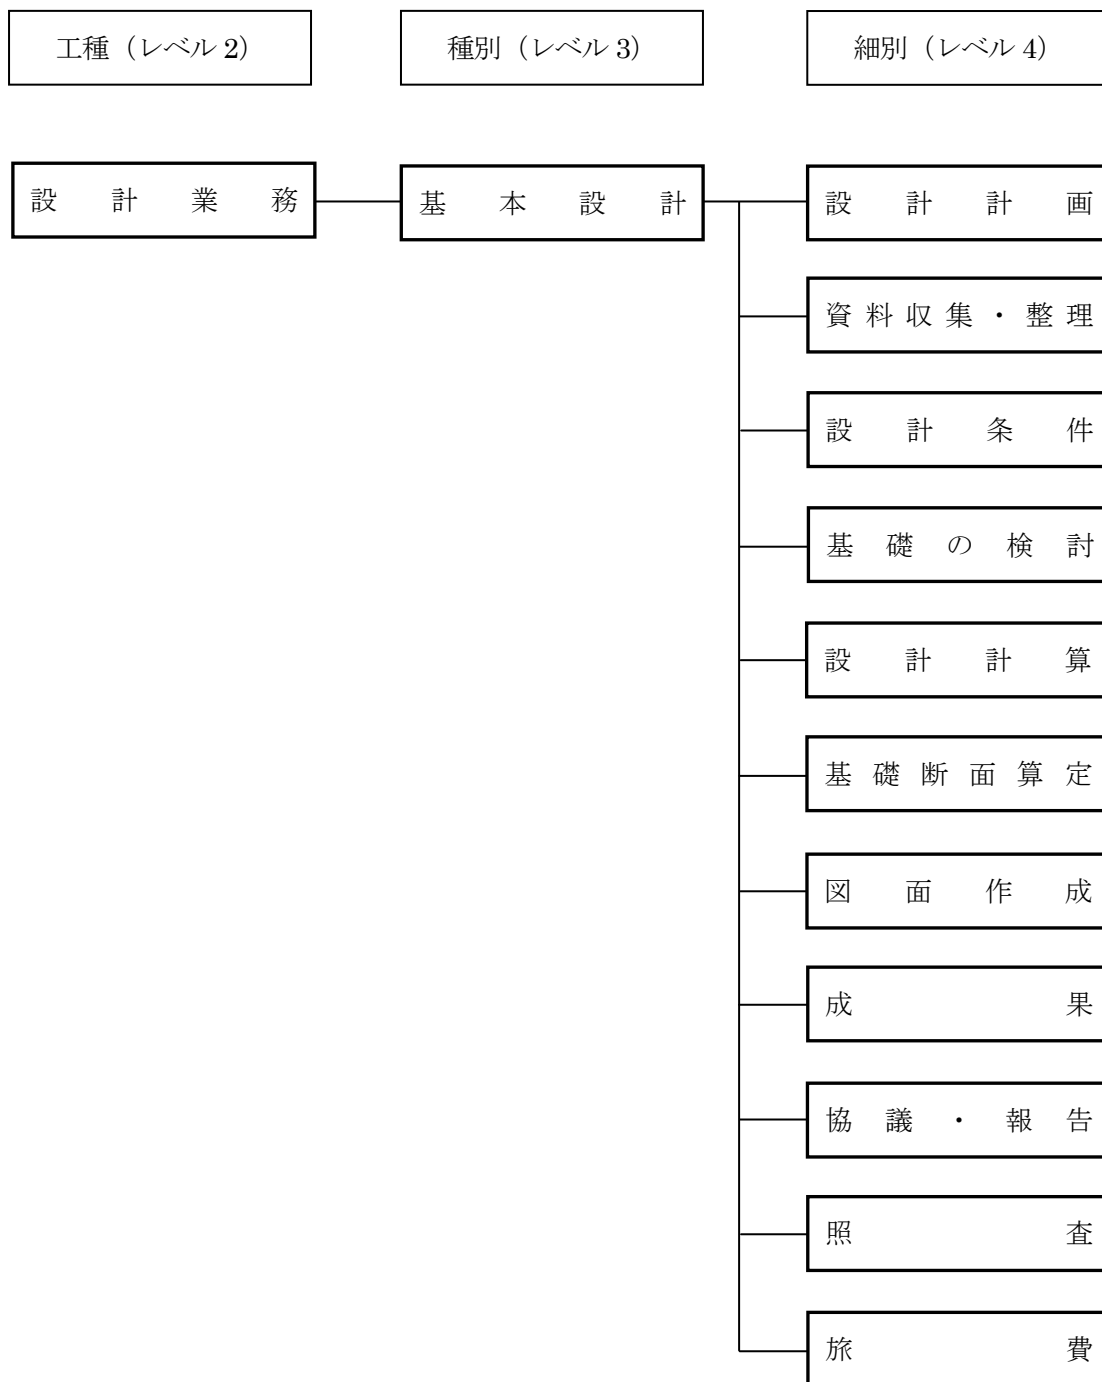 工種（レベル 2） 種別（レベル 3） 細別（レベル 4）
設計業務 基本設計 設計計画
資料収集・整理
設計条件
基礎の検討
設計計算
基礎断面算定
図面作成
成果
協議・報告
照査
旅費